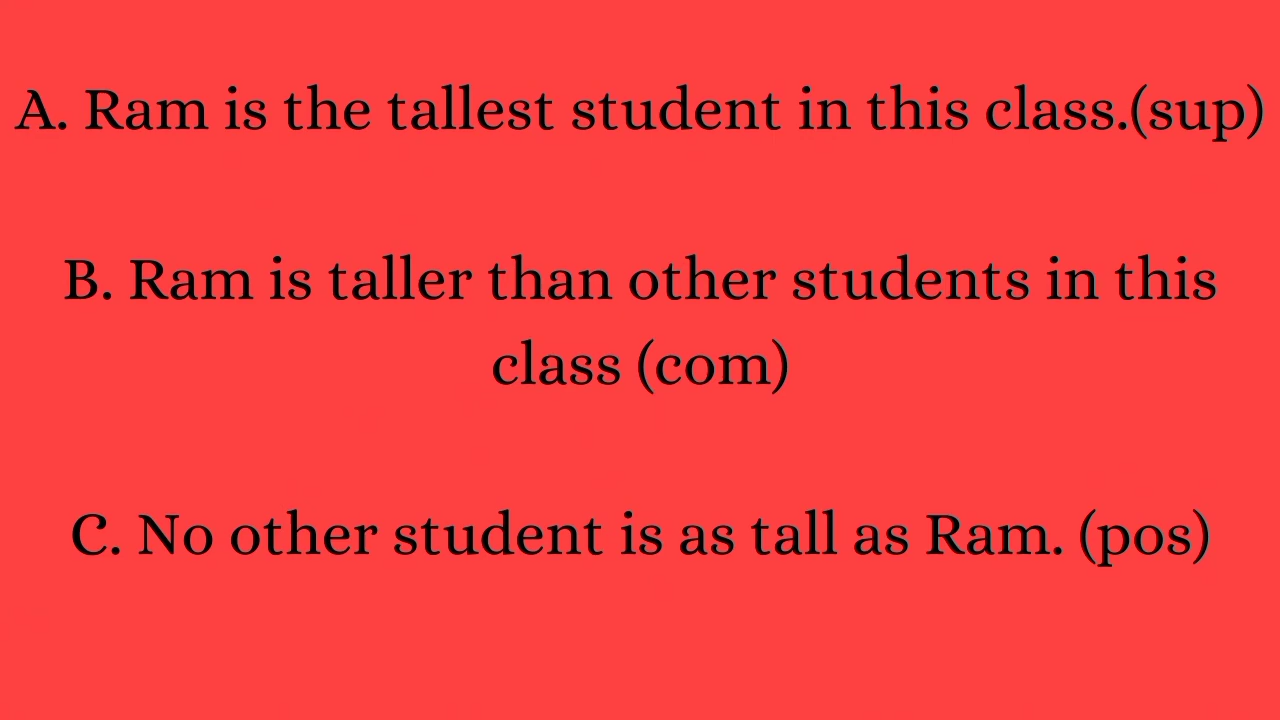 A. Ram is the tallest student in this class.(sup)
B. Ram is taller than other students in this
class (com)
C. No other student is as tall as Ram. (pos)